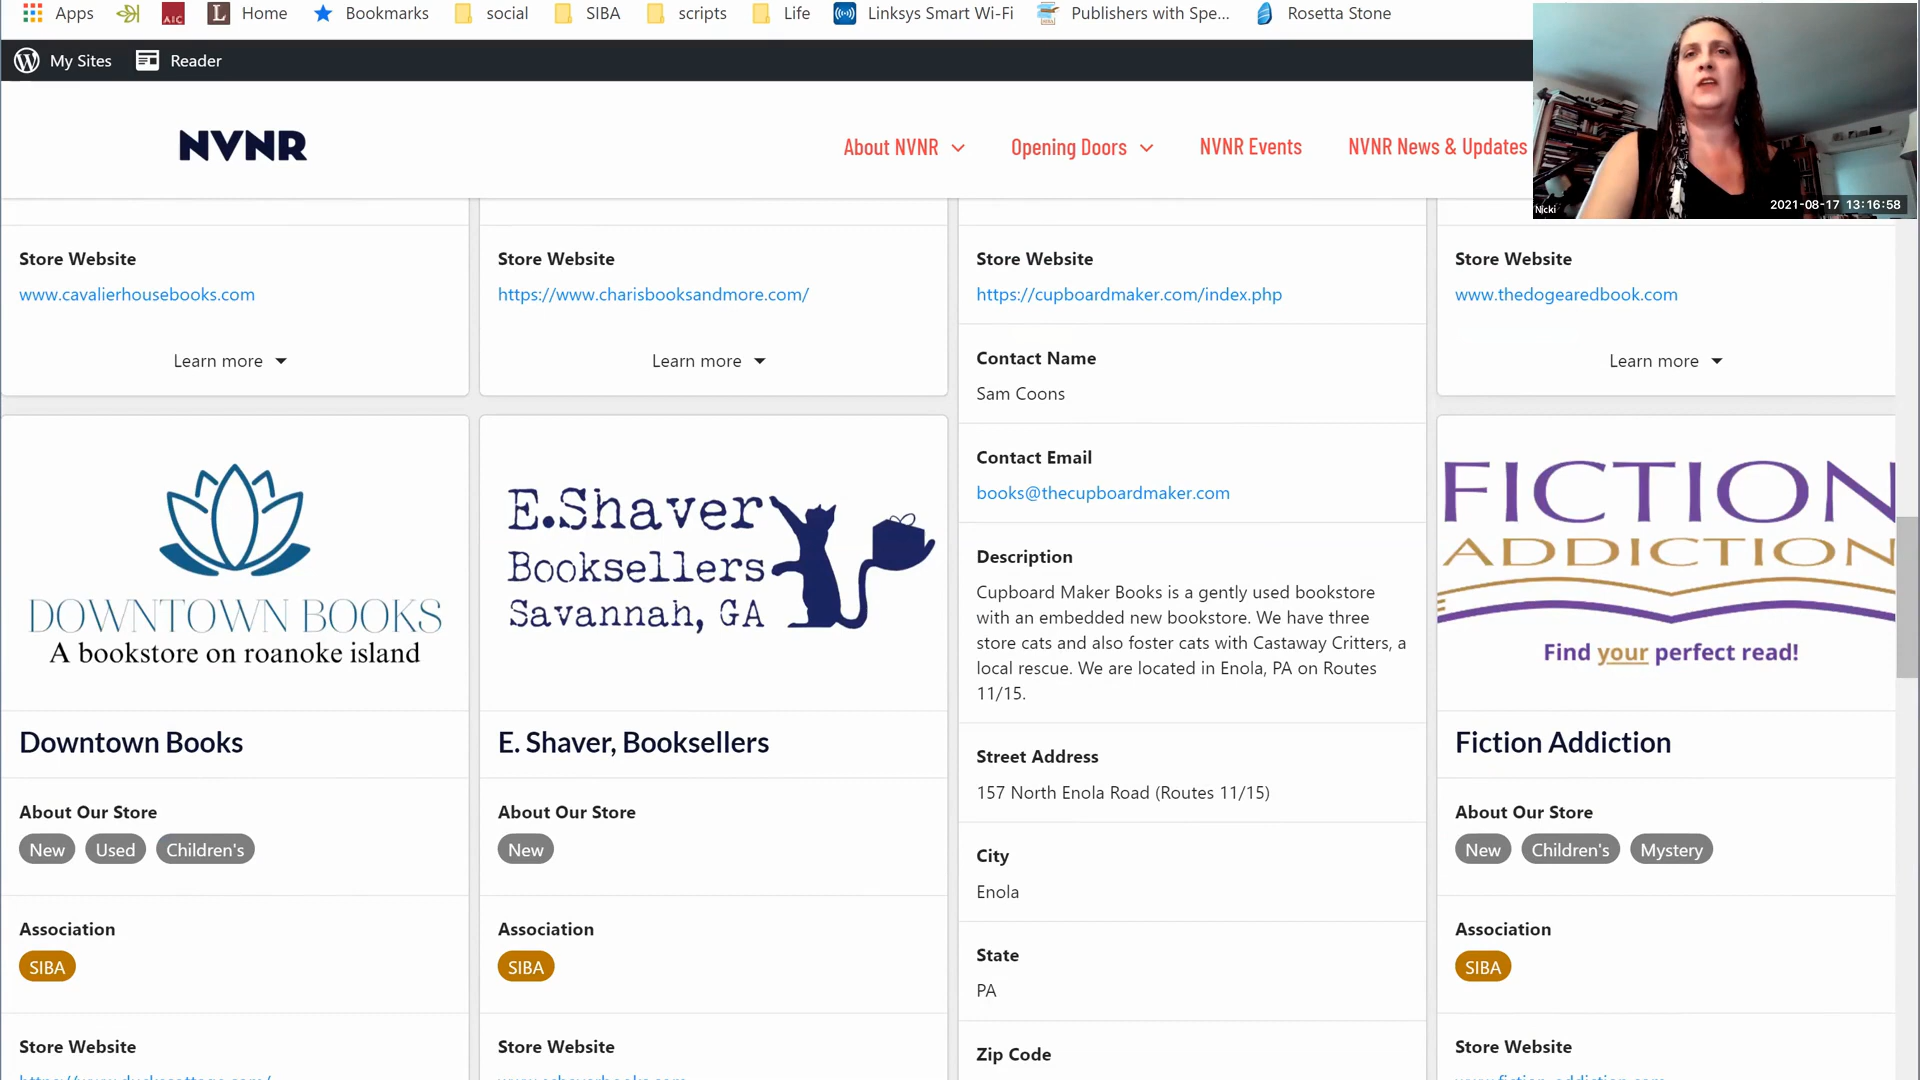 Apps
AIC
L
Home
Bookmarks
social
SIBA
scripts
Life
Linksys Smart Wi-Fi
Publishers with Spe...
Rosetta Stone
My Sites
Reader
NVNR
About NVNR
Opening Doors
NVNR Events
NVNR News & Updates
Nicki
2021-08-17 13:16:58
Store Website
www.cavalierhousebooks.com
Learn more
Store Website
https://www.charisbooksandmore.com/
Learn more
Store Website
https://cupboardmaker.com/index.php
Contact Name
Sam Coons
Contact Email
books@thecupboardmaker.com
Description
Cupboard Maker Books is a gently used bookstore
with an embedded new bookstore. We have three
store cats and also foster cats with Castaway Critters, a
local rescue. We are located in Enola, PA on Routes
11/15.
Street Address
157 North Enola Road (Routes 11/15)
City
Enola
State
PA
Zip Code
Store Website
www.thedogearedbook.com
Learn more
DOWNTOWN BOOKS
A bookstore on roanoke island
Downtown Books
About Our Store
New Used Children's
Association
SIBA
Store Website
E.Shaver
Booksellers
Savannah, GA
E. Shaver, Booksellers
About Our Store
New
Association
SIBA
Store Website
FICTION
ADDICTION
Find your perfect read!
Fiction Addiction
About Our Store
New Children's Mystery
Association
SIBA
Store Website